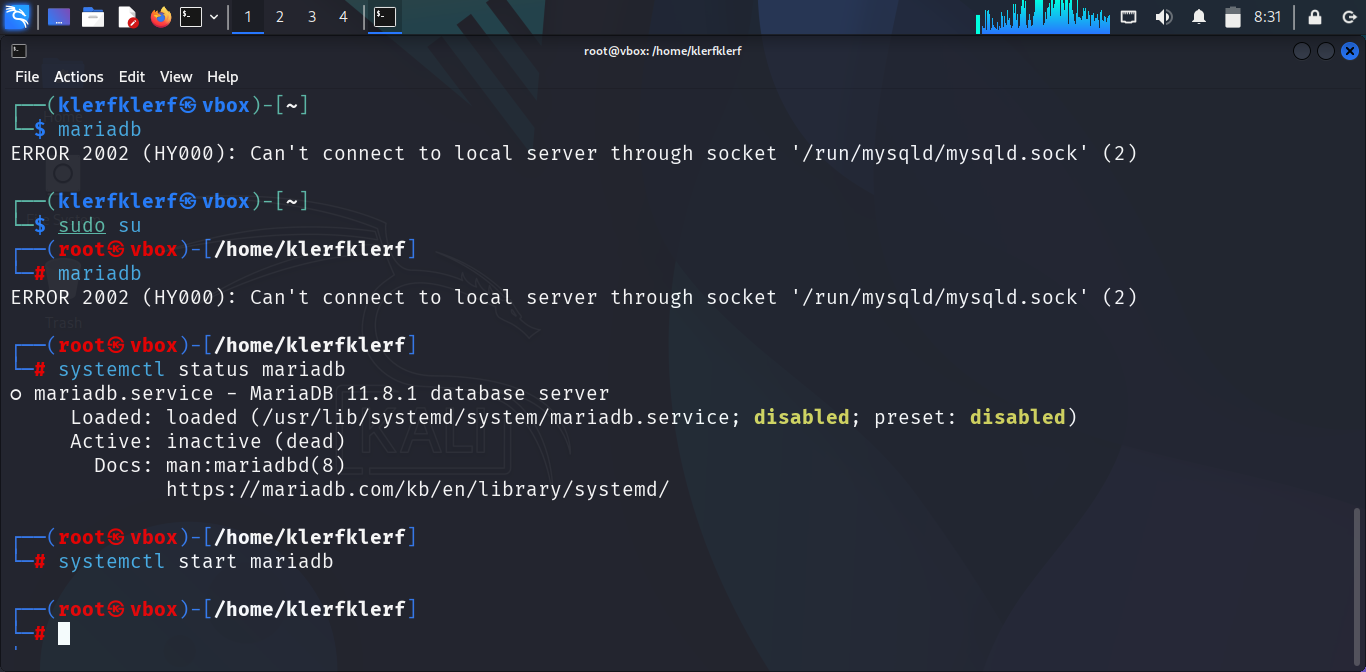 1 2 3 4 8:31
root@vbox: /home/klerfklerf
File Actions Edit View Help
┌──(klerfklerf㉿vbox)-[~]
└─$ mariadb
ERROR 2002 (HY000): Can't connect to local server through socket '/run/mysqld/mysqld.sock' (2)
┌──(klerfklerf㉿vbox)-[~]
└─$ sudo su
┌──(root㉿vbox)-[/home/klerfklerf]
└─# mariadb
ERROR 2002 (HY000): Can't connect to local server through socket '/run/mysqld/mysqld.sock' (2)
Trash
┌──(root㉿vbox)-[/home/klerfklerf]
└─# systemctl status mariadb
○ mariadb.service - MariaDB 11.8.1 database server
Loaded: loaded (/usr/lib/systemd/system/mariadb.service; disabled; preset: disabled)
Active: inactive (dead)
Docs: man:mariadbd(8)
https://mariadb.com/kb/en/library/systemd/
KALI
┌──(root㉿vbox)-[/home/klerfklerf]
└─# systemctl start mariadb
┌──(root㉿vbox)-[/home/klerfklerf]
└─#